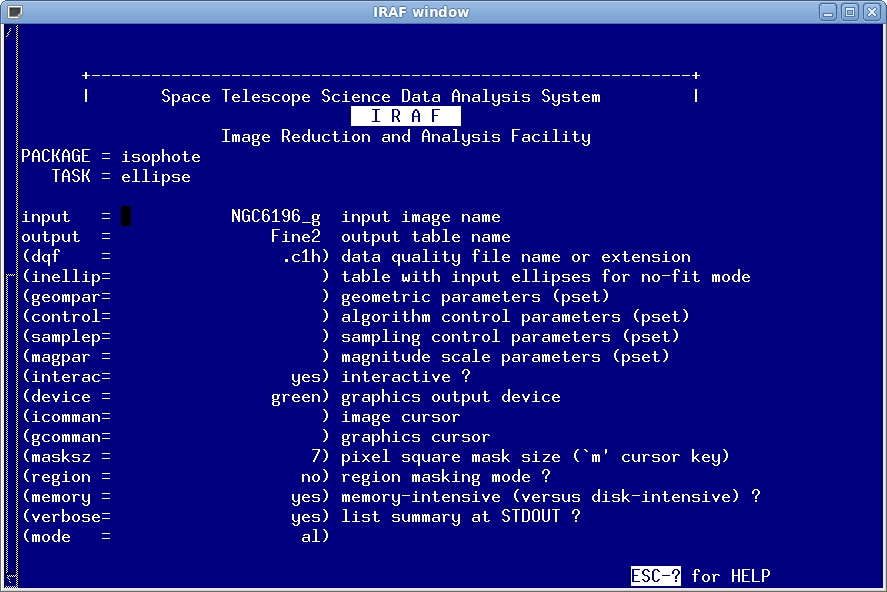 IRAF window
+------------------------------------------------------------+
|       Space Telescope Science Data Analysis System         |
I R A F
Image Reduction and Analysis Facility
PACKAGE = isophote
TASK = ellipse
input   =            NGC6196_g  input image name
output  =                Fine2  output table name
(dqf    =                 .c1h) data quality file name or extension
(inellip=                     ) table with input ellipses for no-fit mode
(geompar=                     ) geometric parameters (pset)
(control=                     ) algorithm control parameters (pset)
(samplep=                     ) sampling control parameters (pset)
(magpar =                     ) magnitude scale parameters (pset)
(interac=                  yes) interactive ?
(device =                green) graphics output device
(icomman=                     ) image cursor
(gcomman=                     ) graphics cursor
(masksz =                    7) pixel square mask size (`m' cursor key)
(region =                   no) region masking mode ?
(memory =                  yes) memory-intensive (versus disk-intensive) ?
(verbose=                  yes) list summary at STDOUT ?
(mode   =                   al)
ESC-? for HELP